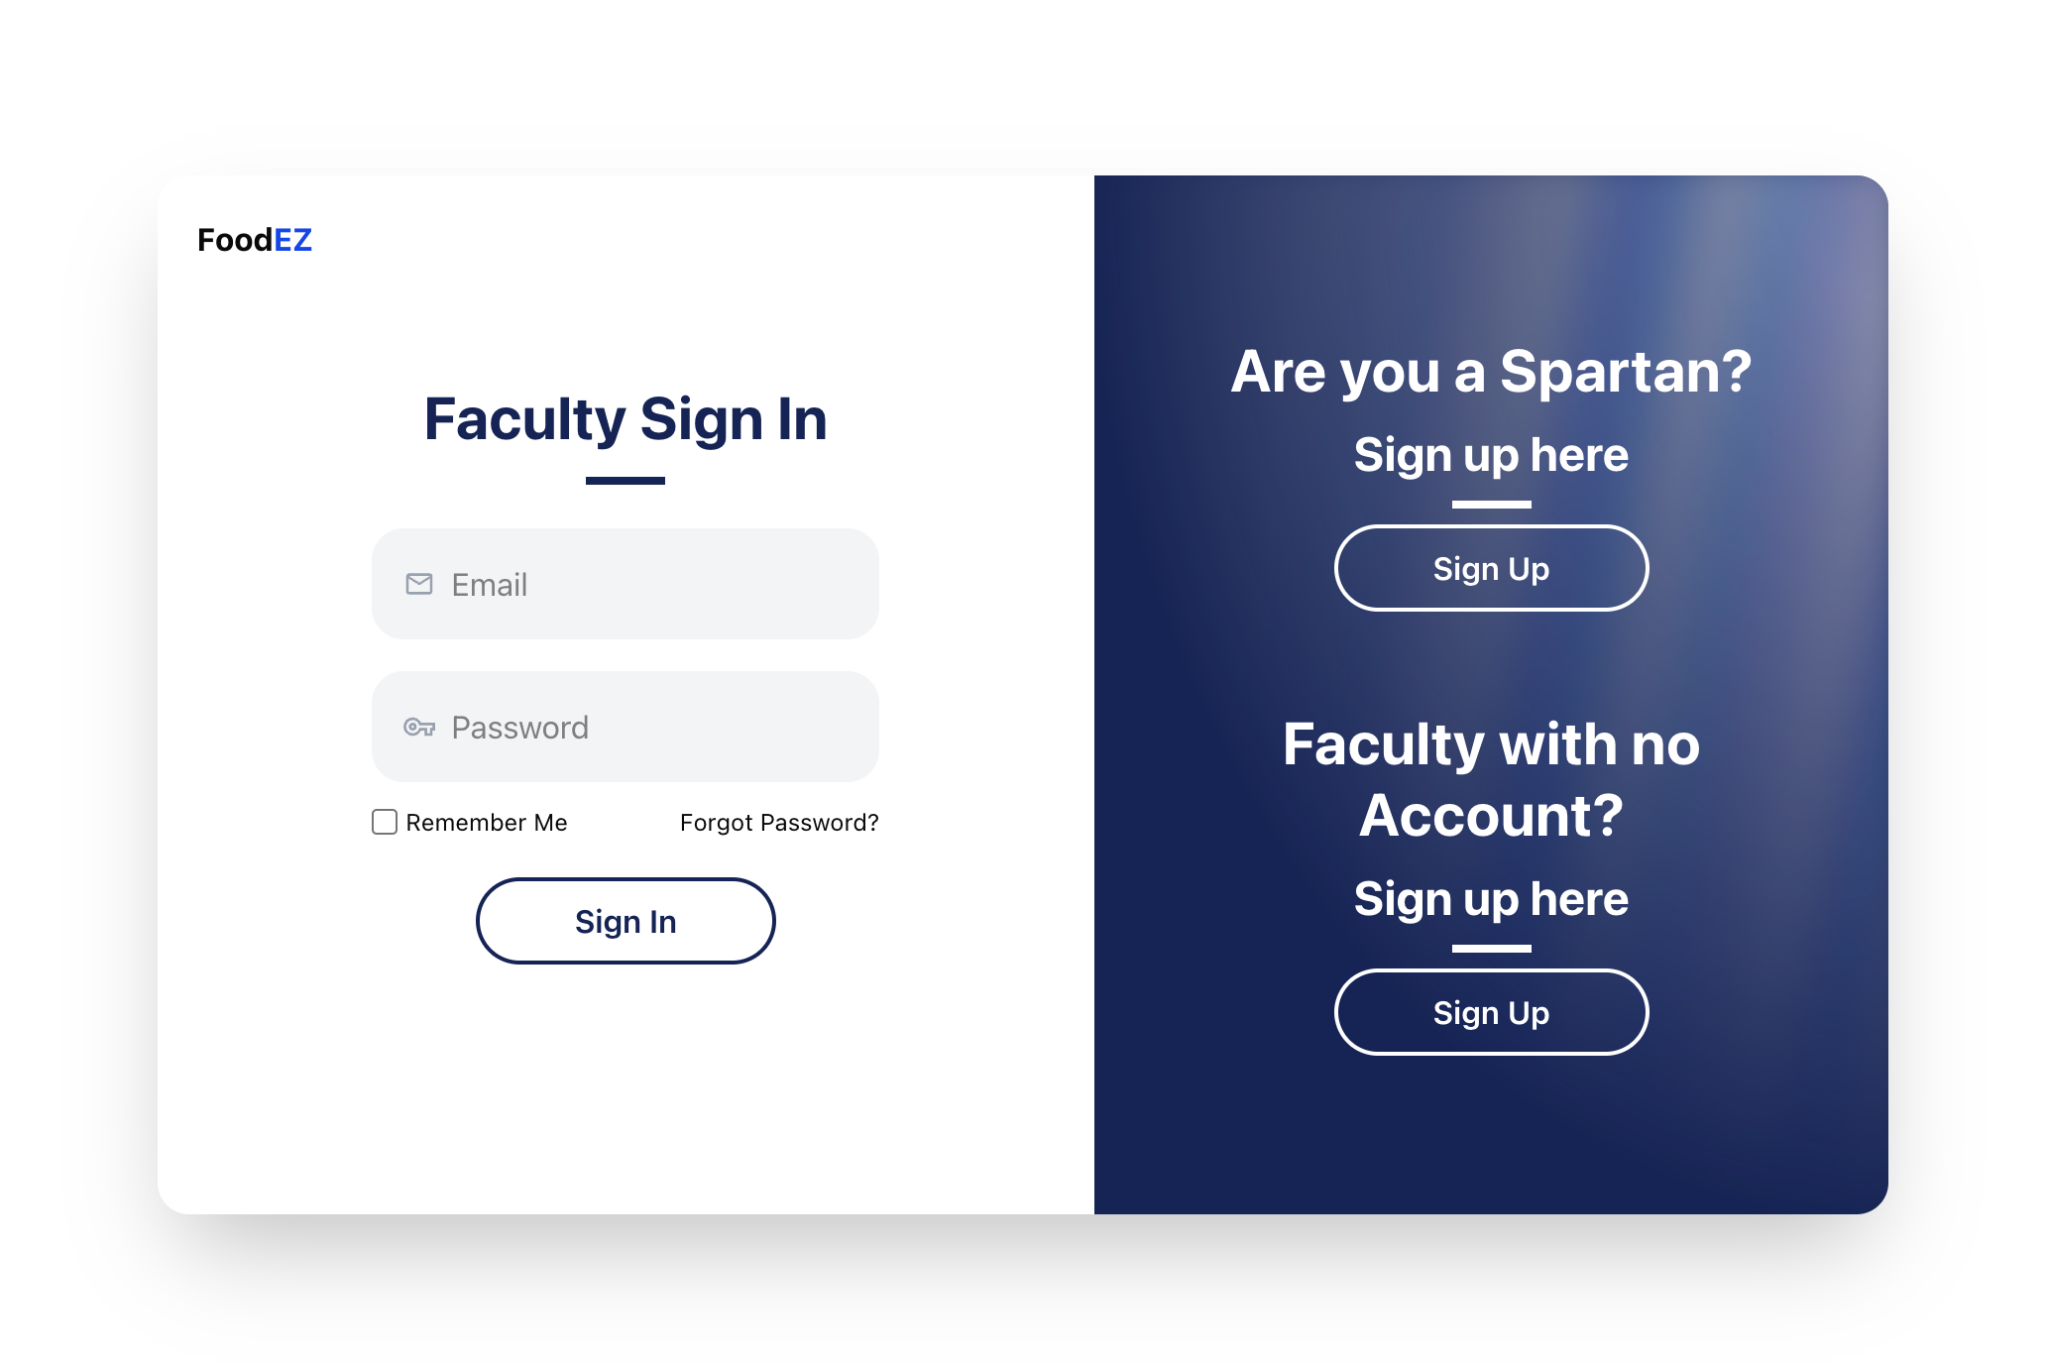 FoodEZ
Faculty Sign In
Email
Password
Remember Me
Forgot Password?
Sign In
Are you a Spartan?
Sign up here
Sign Up
Faculty with no
Account?
Sign up here
Sign Up